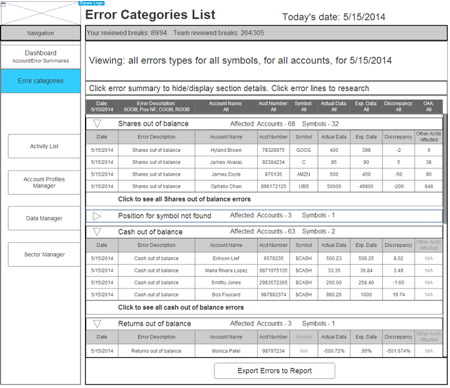 Error Categories List
Today's date: 5/15/2014
Navigation
Your reviewed breaks: 89/94 Team reviewed breaks: 264/305
Dashboard
Account/Error Summaries
Error categories
Activity List
Account Profiles
Manager
Data Manager
Sector Manager
Viewing: all errors types for all symbols, for all accounts, for 5/15/2014
Click error summary to hide/display section details. Click error lines to research
Date: Error Description: Account Name: Acct Number Symbol Actual Data Exp. Data Discrepancy OAA:
5/15/2014 SOOB, Pos NF, COOB, ROOB All All All All All All All
Shares out of balance Affected: Accounts - 68 Symbols - 32
Date Error Description Account Name Acct Number Symbol Actual Data Exp. Data Discrepancy Other Accts Affected
5/15/2014 Shares out of balance Hyland Brown 78329975 GOOG 400 398 -2 8
5/15/2014 Shares out of balance James Alvaraz 92384234 C 85 90 5 38
5/15/2014 Shares out of balance James Doyle 876135 AMZN 500 450 -50 90
5/15/2014 Shares out of balance Ophelio Chan 898172125 UBS 50000 49800 -200 848
Click to see all Shares out of balance errors
Position for symbol not found Affected: Accounts - 3 Symbols - 1
Cash out of balance Affected: Accounts - 63 Symbols - 2
Date Error Description Account Name Acct Number Symbol Actual Data Exp. Data Discrepancy Other Accts Affected
5/15/2014 Cash out of balance Eirikson Lief 6578235 $CASH 500.23 508.25 8.02 N/A
5/15/2014 Cash out of balance Maria Rivera Lopez 9871975135 $CASH 33.35 36.84 3.49 N/A
5/15/2014 Cash out of balance Smithy Jones 2983572365 $CASH 260.00 258.40 -1.60 N/A
5/15/2014 Cash out of balance Bob Foucard 987982374 $CASH 980.26 1000 19.74 N/A
Click to see all cash out of balance errors
Returns out of balance Affected: Accounts - 3 Symbols - 1
Date Error Description Account Name Acct Number Symbol Actual Data Exp. Data Discrepancy Other Accts Affected
5/15/2014 Returns out of balance Monica Patel 98797234 N/A -500.72% 95% -501.674% N/A
Export Errors to Report